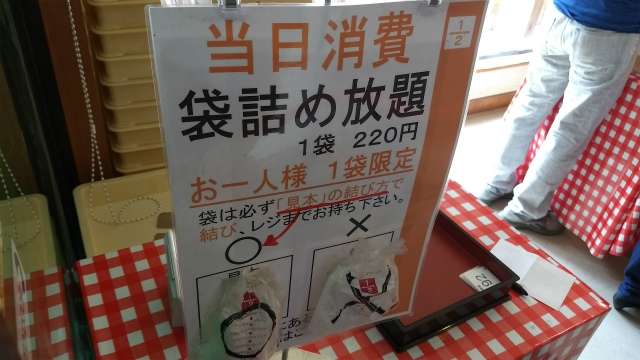 1/2
当日消費
袋詰め放題
1袋 220円
お一人様 1袋限定
袋は必ず「見本」の結び方で
結び、レジまでお持ち下さい。
○ ×
92